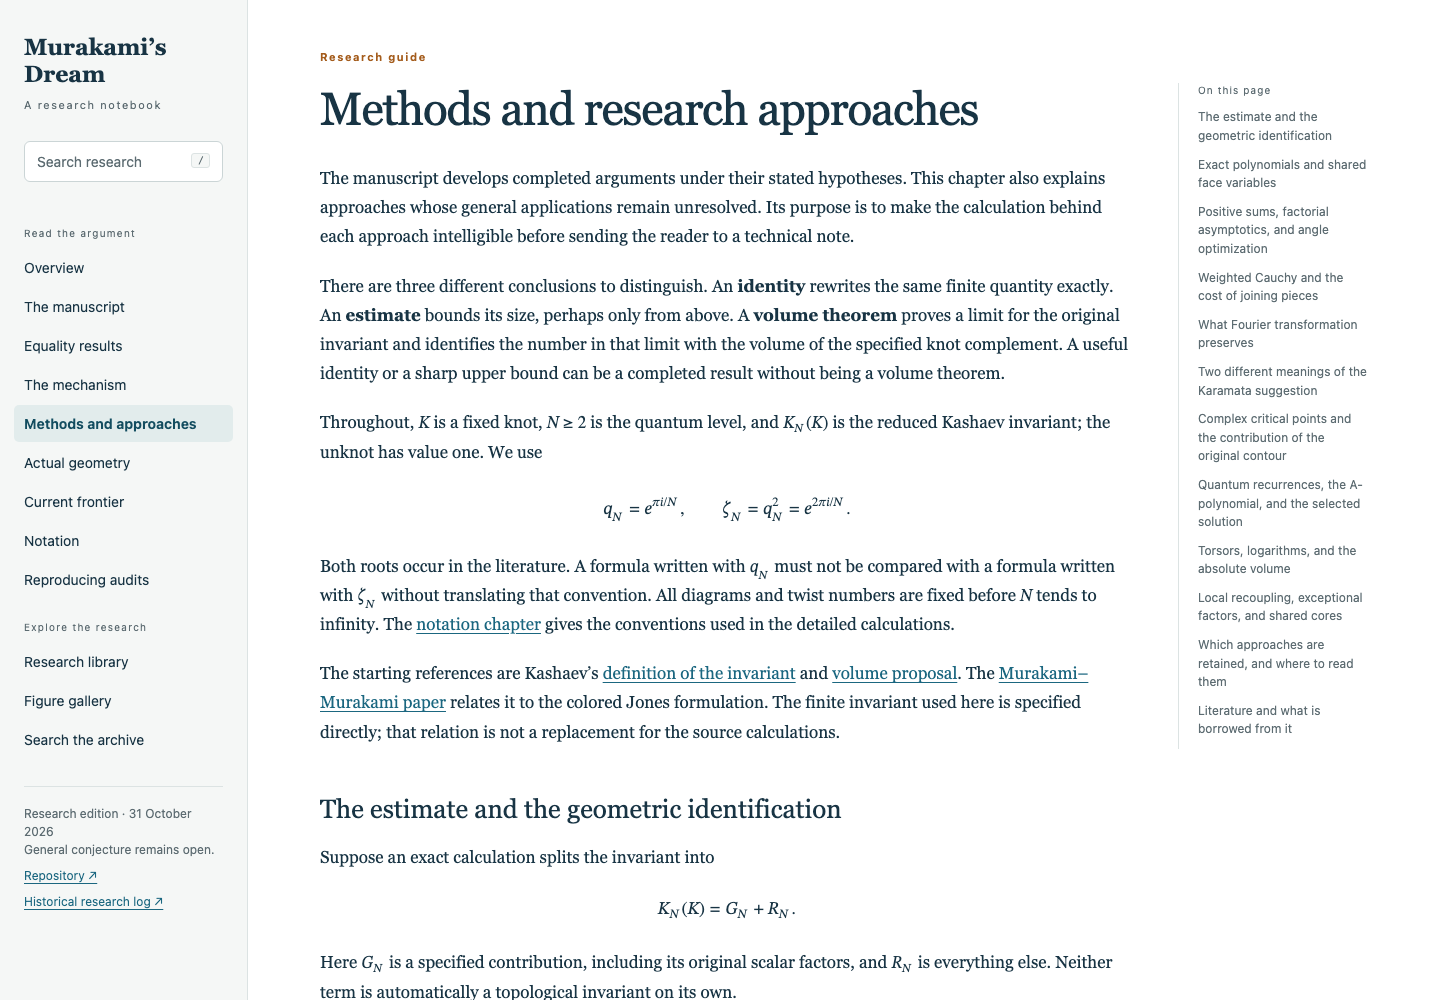 Murakami’s
Dream
A research notebook
Search research /
Read the argument
Overview
The manuscript
Equality results
The mechanism
Methods and approaches
Actual geometry
Current frontier
Notation
Reproducing audits
Explore the research
Research library
Figure gallery
Search the archive
Research edition · 31 October
2026
General conjecture remains open.
Repository ↗
Historical research log ↗
Research guide
Methods and research approaches
The manuscript develops completed arguments under their stated hypotheses. This chapter also explains
approaches whose general applications remain unresolved. Its purpose is to make the calculation behind
each approach intelligible before sending the reader to a technical note.
There are three different conclusions to distinguish. An identity rewrites the same finite quantity exactly.
An estimate bounds its size, perhaps only from above. A volume theorem proves a limit for the original
invariant and identifies the number in that limit with the volume of the specified knot complement. A useful
identity or a sharp upper bound can be a completed result without being a volume theorem.
Throughout, K is a fixed knot, N ≥ 2 is the quantum level, and K_N(K) is the reduced Kashaev invariant; the
unknot has value one. We use
q_N = e^{πi/N}, ζ_N = q_N^2 = e^{2πi/N}.
Both roots occur in the literature. A formula written with q_N must not be compared with a formula written
with ζ_N without translating that convention. All diagrams and twist numbers are fixed before N tends to
infinity. The notation chapter gives the conventions used in the detailed calculations.
The starting references are Kashaev’s definition of the invariant and volume proposal. The Murakami–
Murakami paper relates it to the colored Jones formulation. The finite invariant used here is specified
directly; that relation is not a replacement for the source calculations.
The estimate and the geometric identification
Suppose an exact calculation splits the invariant into
K_N(K) = G_N + R_N.
Here G_N is a specified contribution, including its original scalar factors, and R_N is everything else. Neither
term is automatically a topological invariant on its own.
On this page
The estimate and the
geometric identification
Exact polynomials and shared
face variables
Positive sums, factorial
asymptotics, and angle
optimization
Weighted Cauchy and the
cost of joining pieces
What Fourier transformation
preserves
Two different meanings of the
Karamata suggestion
Complex critical points and
the contribution of the
original contour
Quantum recurrences, the A-
polynomial, and the selected
solution
Torsors, logarithms, and the
absolute volume
Local recoupling, exceptional
factors, and shared cores
Which approaches are
retained, and where to read
them
Literature and what is
borrowed from it